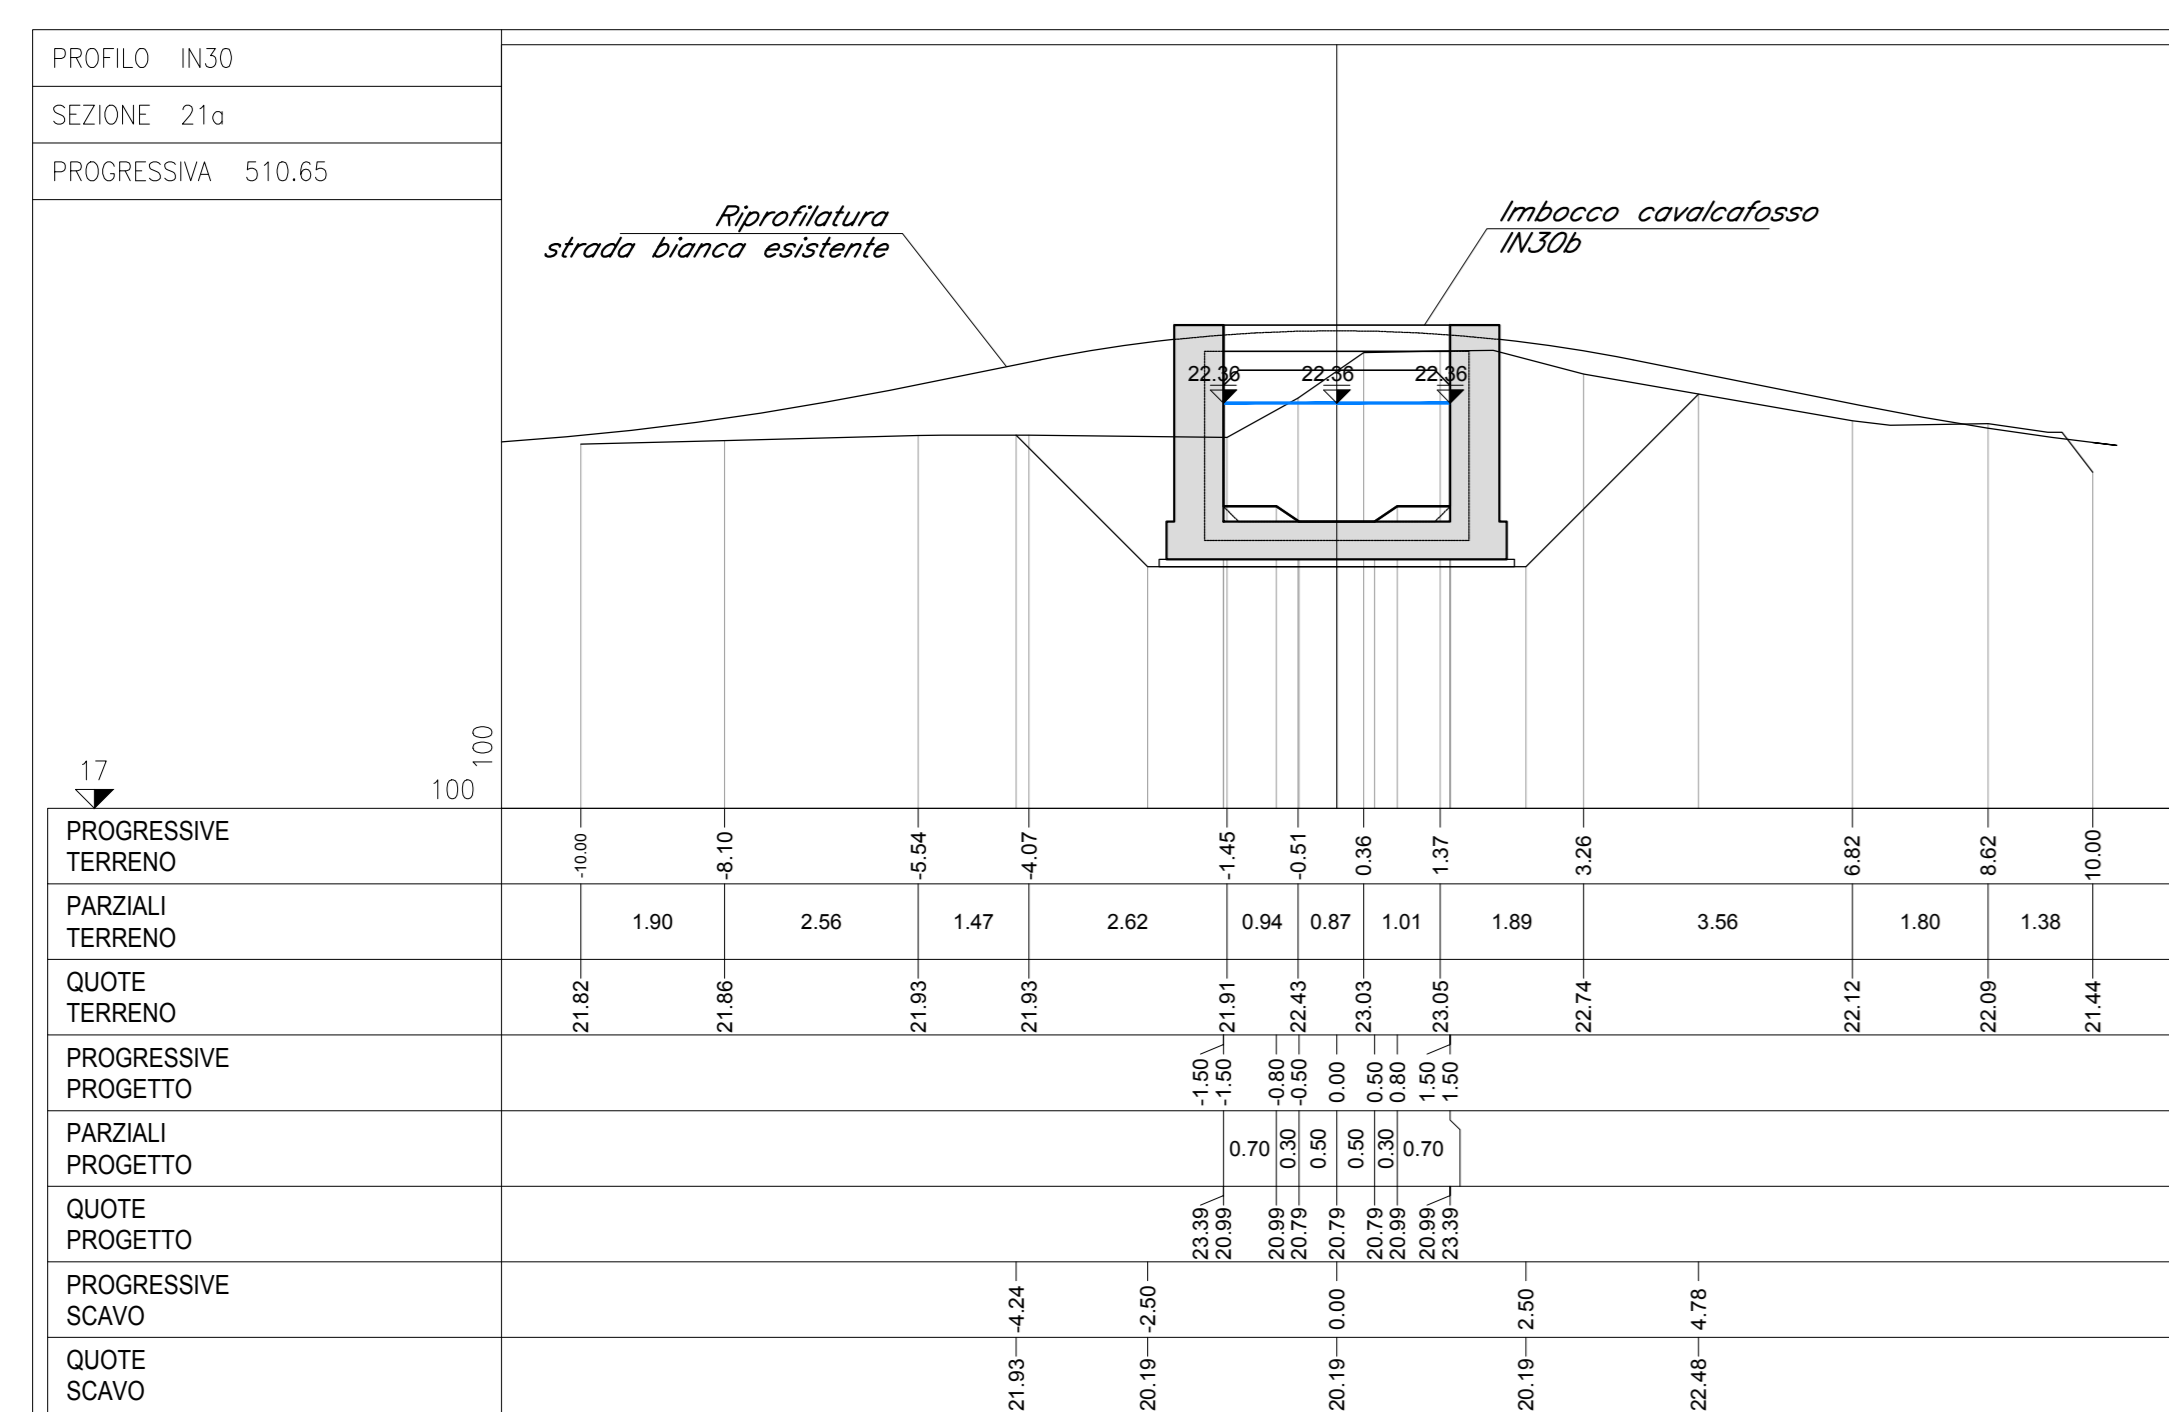 PROFILO IN30
SEZIONE 21a
PROGRESSIVA 510.65
Riprofilatura
strada bianca esistente
Imbocco cavalcafosso
IN30b
22.36 22.36 22.36
17
100
100
PROGRESSIVE
TERRENO
-10.00 -8.10 -5.54 -4.07 -1.45 -0.51 0.36 1.37 3.26 6.82 8.62 10.00
PARZIALI
TERRENO
1.90 2.56 1.47 2.62 0.94 0.87 1.01 1.89 3.56 1.80 1.38
QUOTE
TERRENO
21.82 21.86 21.93 21.93 21.91 22.43 23.03 23.05 22.74 22.12 22.09 21.44
PROGRESSIVE
PROGETTO
-1.50 -1.50 -0.80 -0.50 0.00 0.50 0.80 1.50 1.50
PARZIALI
PROGETTO
0.70 0.30 0.50 0.50 0.30 0.70
QUOTE
PROGETTO
23.39 20.99 20.99 20.79 20.79 20.79 20.99 20.99 23.39
PROGRESSIVE
SCAVO
-4.24 -2.50 0.00 2.50 4.78
QUOTE
SCAVO
21.93 20.19 20.19 20.19 22.48